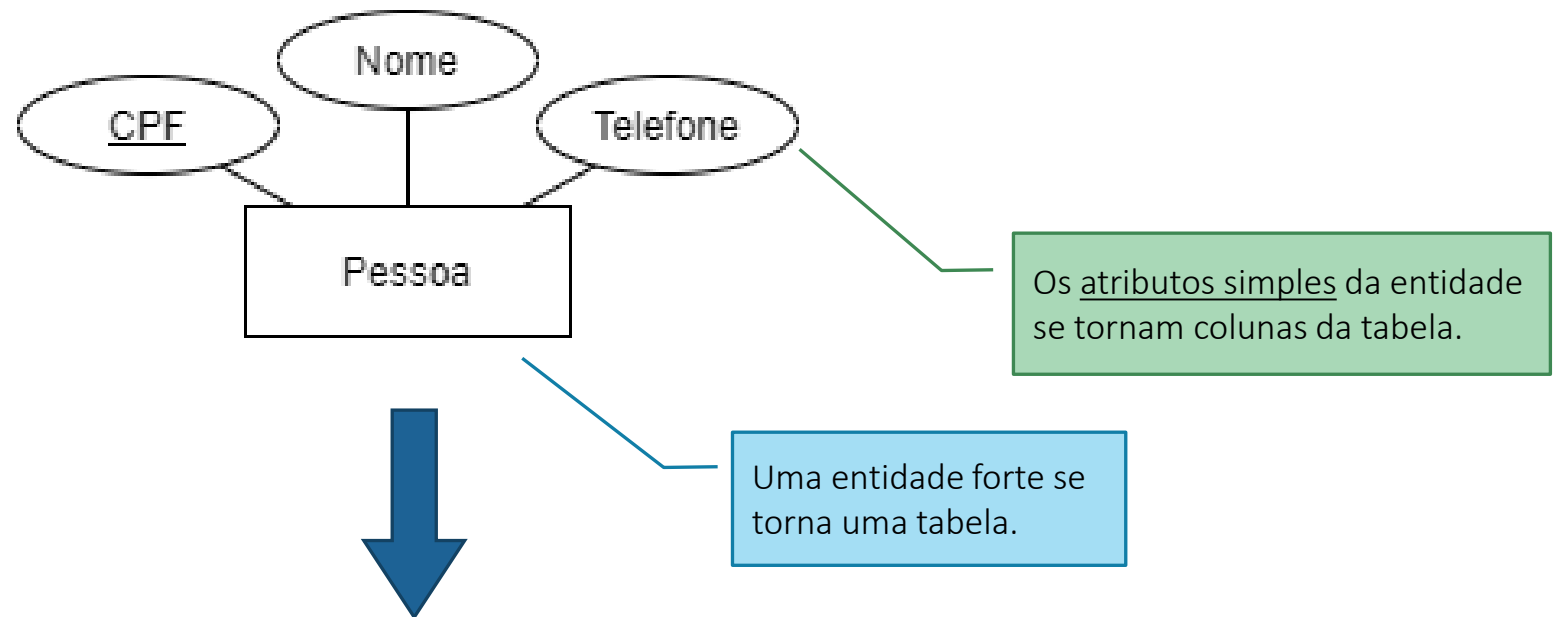 Nome
CPF
Telefone
Pessoa
Os atributos simples da entidade
se tornam colunas da tabela.
Uma entidade forte se
torna uma tabela.